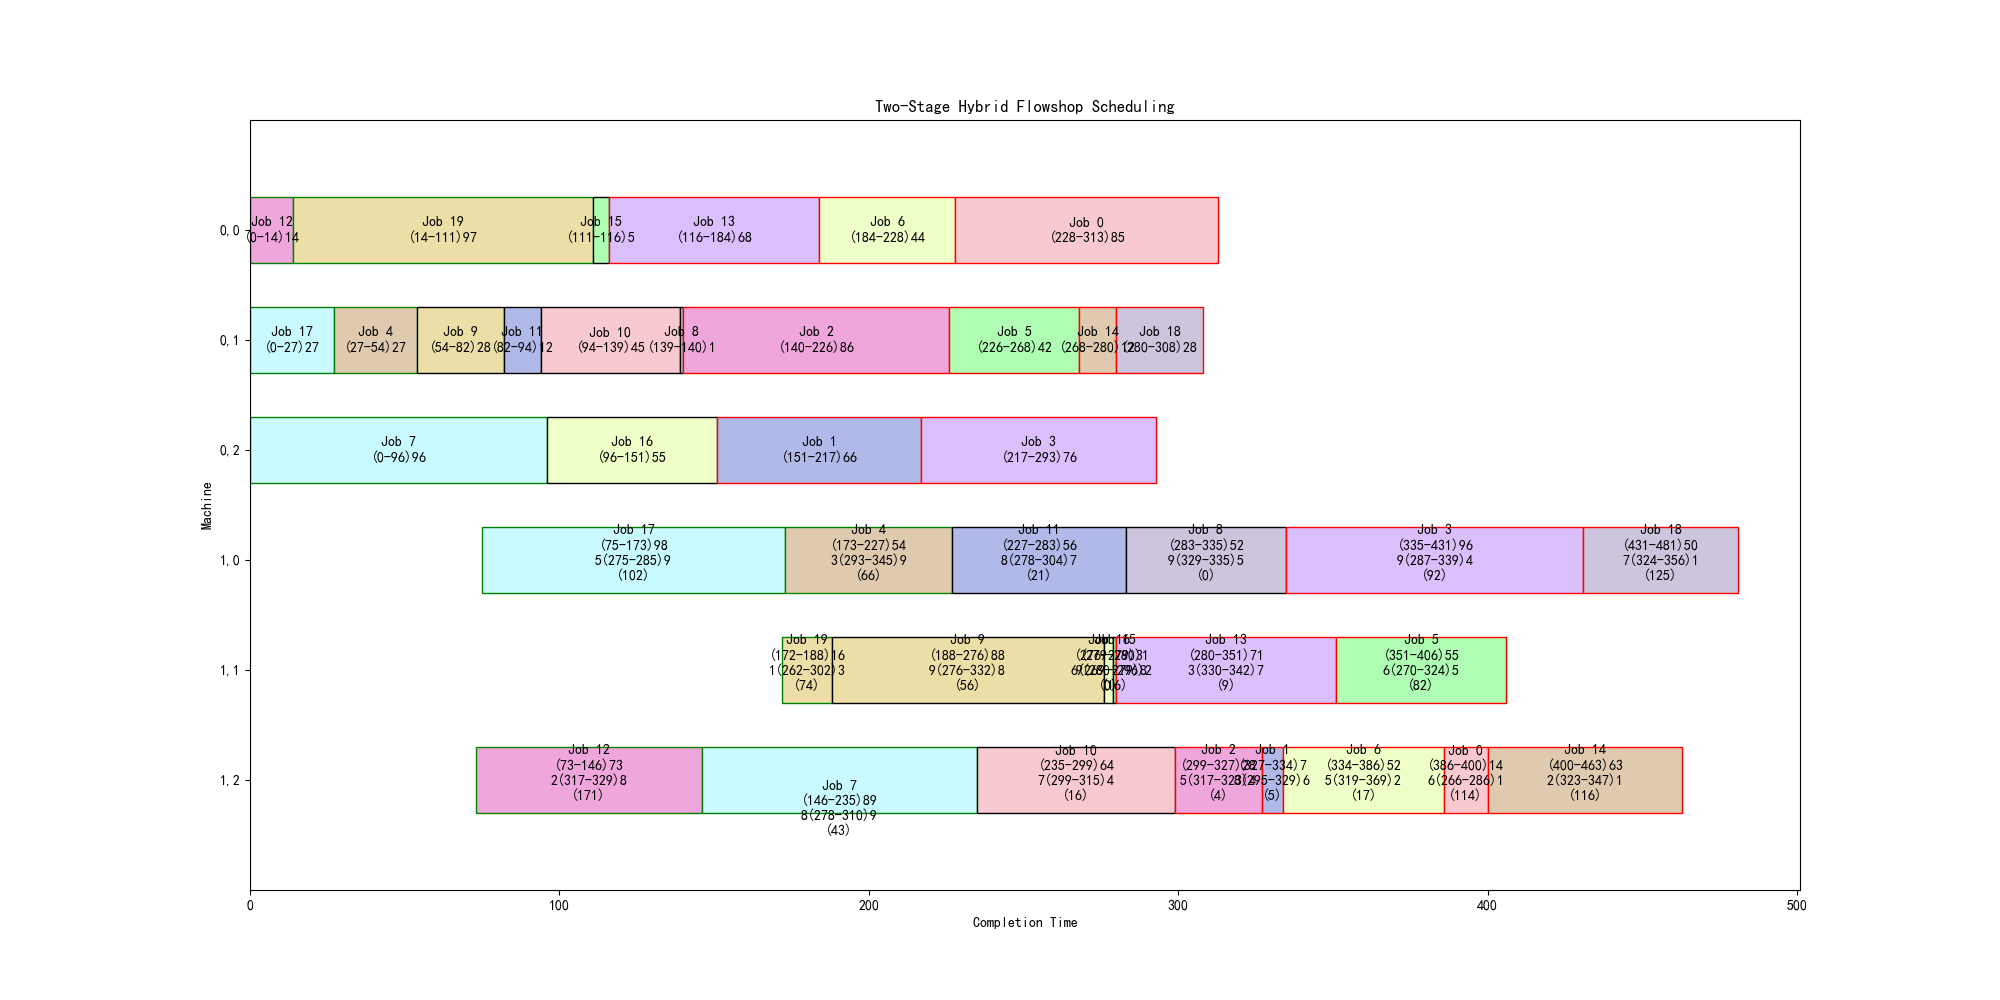 Two-Stage Hybrid Flowshop Scheduling
Machine
0,0
Job 12
(0-14)14
Job 19
(14-111)97
Job 15
(111-116)5
Job 13
(116-184)68
Job 6
(184-228)44
Job 0
(228-313)85
0,1
Job 17
(0-27)27
Job 4
(27-54)27
Job 9
(54-82)28
Job 11
(82-94)12
Job 10
(94-139)45
Job 8
(139-140)1
Job 2
(140-226)86
Job 5
(226-268)42
Job 14
(268-280)12
Job 18
(280-308)28
0,2
Job 7
(0-96)96
Job 16
(96-151)55
Job 1
(151-217)66
Job 3
(217-293)76
1,0
Job 17
(75-173)98
5(275-285)9
(102)
Job 4
(173-227)54
3(293-345)9
(66)
Job 11
(227-283)56
8(278-304)7
(21)
Job 8
(283-335)52
9(329-335)5
(0)
Job 3
(335-431)96
9(287-339)4
(92)
Job 18
(431-481)50
7(324-356)1
(125)
1,1
Job 19
(172-188)16
1(262-302)3
(74)
Job 9
(188-276)88
9(276-332)8
(56)
Job 13
(280-351)71
3(330-342)7
(9)
Job 5
(351-406)55
6(270-324)5
(82)
1,2
Job 12
(73-146)73
2(317-329)8
(171)
Job 7
(146-235)89
8(278-310)9
(43)
Job 10
(235-299)64
7(299-315)4
(16)
Job 2
(299-327)28
(4)
Job 1
(327-334)7
(5)
Job 6
(334-386)52
5(319-369)2
(17)
Job 0
(386-400)14
6(266-286)1
(114)
Job 14
(400-463)63
2(323-347)1
(116)
0
100
200
300
400
500
Completion Time